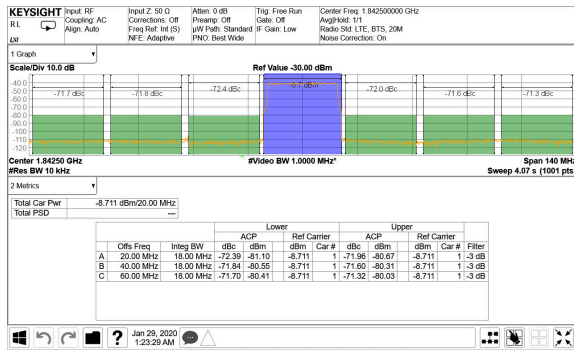 KEYSIGHT Input: RF Input Z: 50 Ω Atten: 0 dB Trig: Free Run Center Freq: 1.842500000 GHz
RL Coupling: AC Corrections: Off Preamp: Off Gate: Off Avg|Hold: 1/1
Align: Auto Freq Ref: Int (S) µW Path: Standard IF Gain: Low Radio Std: LTE, BTS, 20M
LXI NFE: Adaptive PNO: Best Wide Noise Correction: On
1 Graph
Scale/Div 10.0 dB Ref Value -30.00 dBm
-40.0
-50.0
-60.0
-70.0
-80.0
-90.0
-100
-110
-120
-71.7 dBc -71.8 dBc -72.4 dBc -8.7 dBm -72.0 dBc -71.6 dBc -71.3 dBc
Center 1.84250 GHz #Video BW 1.0000 MHz* Span 140 MHz
#Res BW 10 kHz Sweep 4.07 s (1001 pts)
2 Metrics
Total Car Pwr -8.711 dBm/20.00 MHz
Total PSD ---
Lower Upper
ACP Ref Carrier ACP Ref Carrier
Offs Freq Integ BW dBc dBm dBm Car # dBc dBm dBm Car # Filter
A 20.00 MHz 18.00 MHz -72.39 -81.10 -8.711 1 -71.96 -80.67 -8.711 1 -3 dB
B 40.00 MHz 18.00 MHz -71.84 -80.55 -8.711 1 -71.60 -80.31 -8.711 1 -3 dB
C 60.00 MHz 18.00 MHz -71.70 -80.41 -8.711 1 -71.32 -80.03 -8.711 1 -3 dB
? Jan 29, 2020
1:23:29 AM